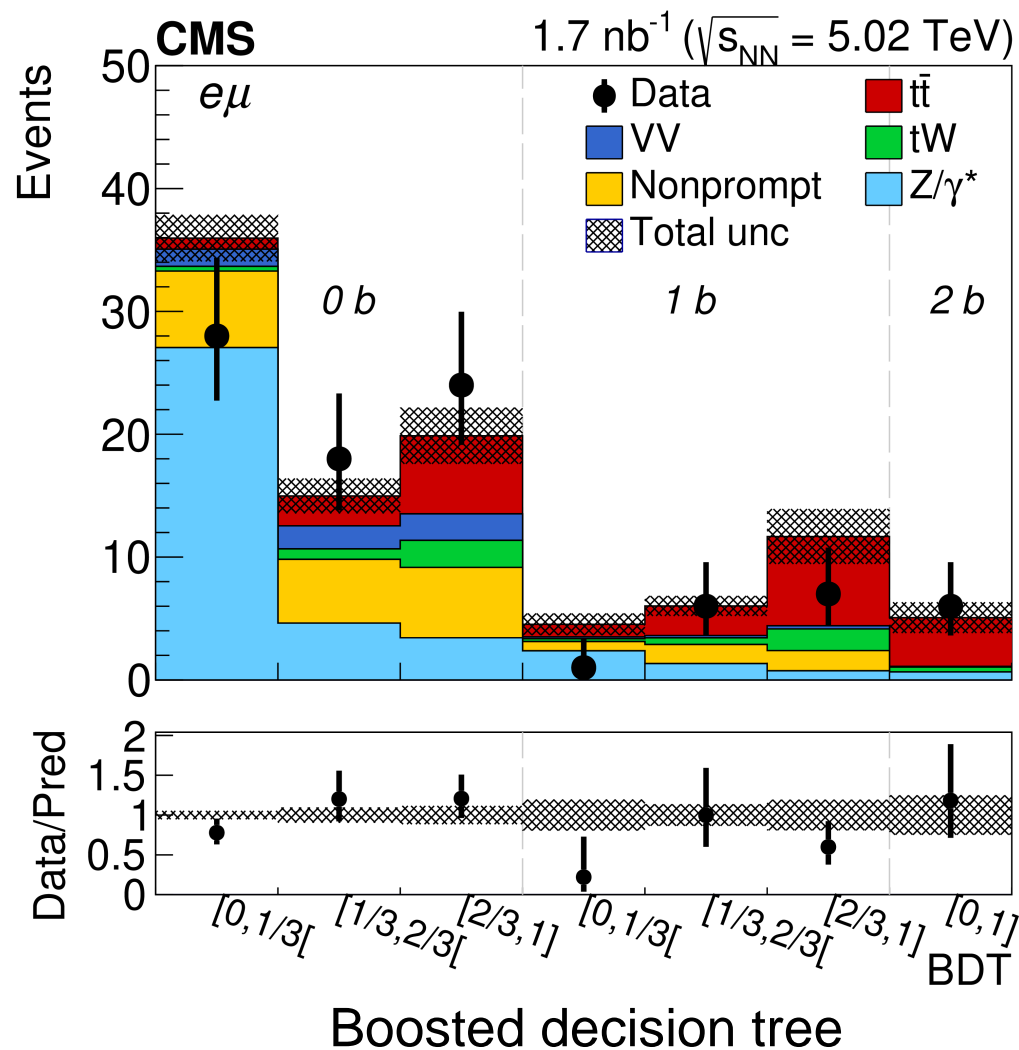 CMS 1.7 nb⁻¹ (√s_NN = 5.02 TeV)
Events
50
40
30
20
10
0
eμ
Data
tt̄
VV
tW
Nonprompt
Z/γ*
Total unc
0 b
1 b
2 b
Data/Pred
2
1.5
1
0.5
0
[0,1/3[
[1/3,2/3[
[2/3,1]
[0,1/3[
[1/3,2/3[
[2/3,1]
[0,1]
BDT
Boosted decision tree